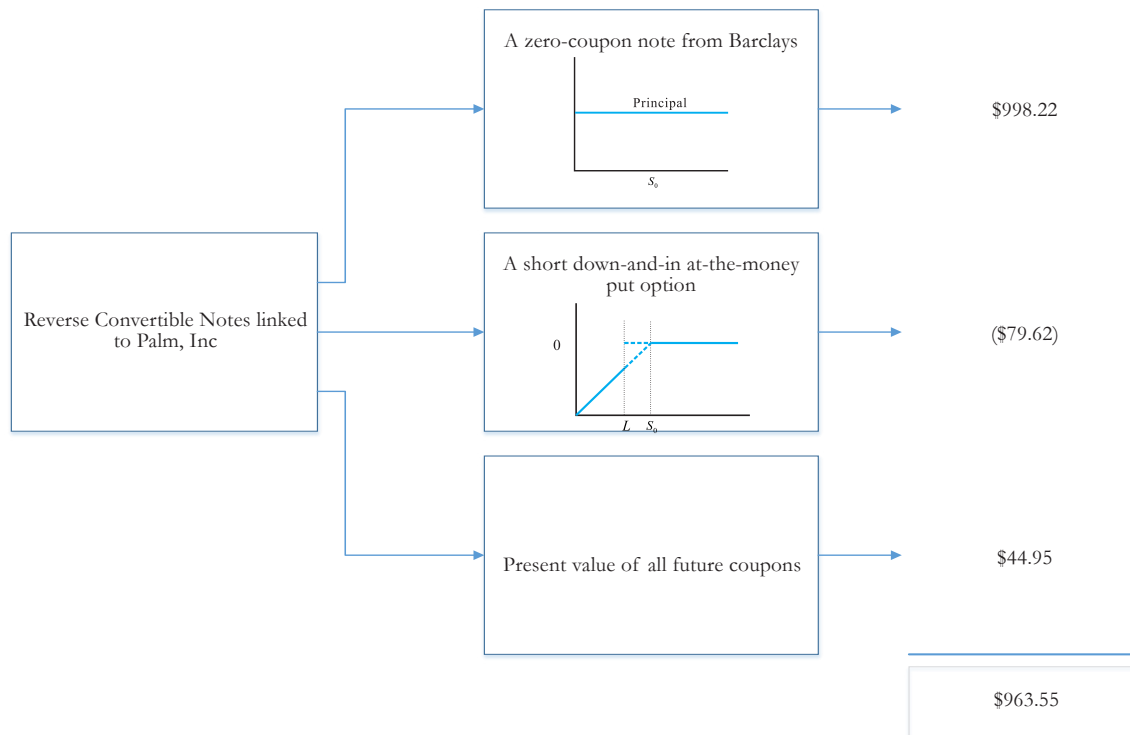 A zero-coupon note from Barclays
Principal
S₀
$998.22
Reverse Convertible Notes linked
to Palm, Inc
A short down-and-in at-the-money
put option
0
L S₀
($79.62)
Present value of all future coupons
$44.95
$963.55